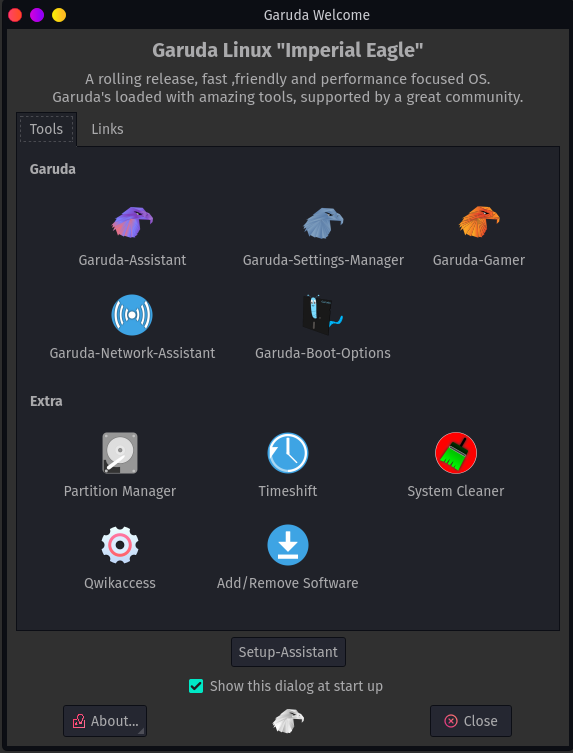 Garuda Welcome
Garuda Linux "Imperial Eagle"
A rolling release, fast ,friendly and performance focused OS.
Garuda's loaded with amazing tools, supported by a great community.
Tools Links
Garuda
Garuda-Assistant Garuda-Settings-Manager Garuda-Gamer
Garuda-Network-Assistant Garuda-Boot-Options
Extra
Partition Manager Timeshift System Cleaner
Qwikaccess Add/Remove Software
Setup-Assistant
Show this dialog at start up
About... Close